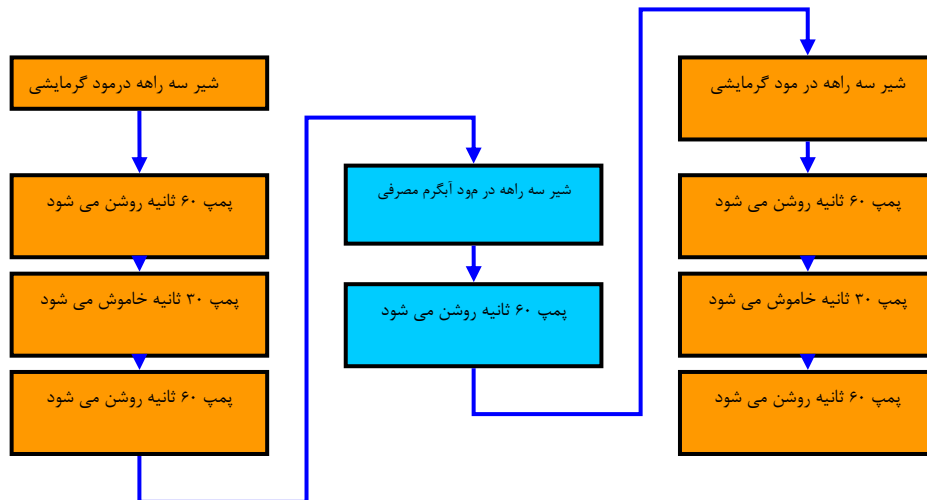 شیر سه راهه درمود گرمایشی
پمپ ۶۰ ثانیه روشن می شود
پمپ ۳۰ ثانیه خاموش می شود
پمپ ۶۰ ثانیه روشن می شود
شیر سه راهه در مود آبگرم مصرفی
پمپ ۶۰ ثانیه روشن می شود
شیر سه راهه در مود گرمایشی
پمپ ۶۰ ثانیه روشن می شود
پمپ ۳۰ ثانیه خاموش می شود
پمپ ۶۰ ثانیه روشن می شود